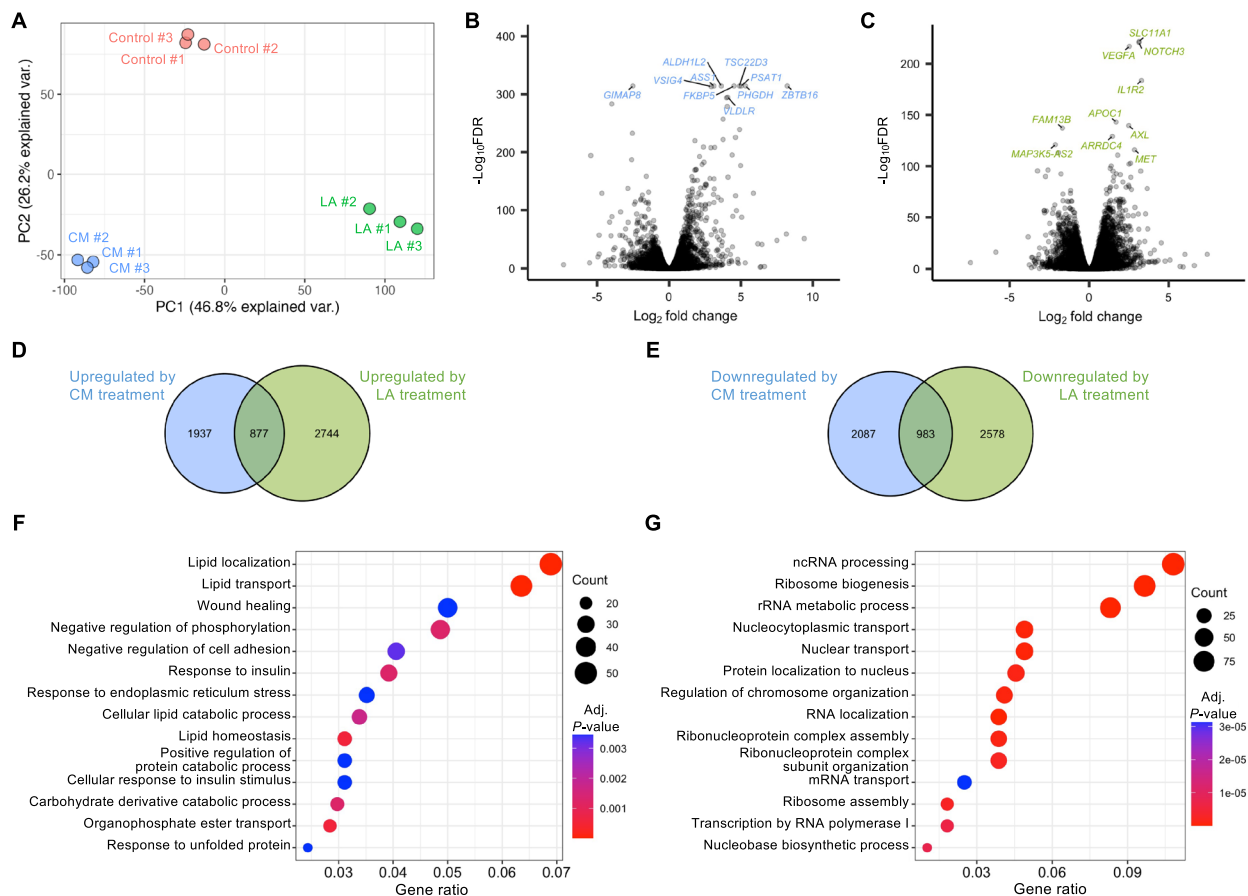 A
Control #3
Control #2
Control #1
LA #2
LA #1
LA #3
CM #2
CM #1
CM #3
50
0
-50
-100
-50
0
50
100
PC2 (26.2% explained var.)
PC1 (46.8% explained var.)
B
400
300
200
100
0
-5
0
5
10
-Log10FDR
Log2 fold change
ALDH1L2
TSC22D3
VSIG4
ASS1
PSAT1
GIMAP8
FKBP5
PHGDH
ZBTB16
VLDLR
C
200
150
100
50
0
-5
0
5
-Log10FDR
Log2 fold change
SLC11A1
VEGFA
NOTCH3
IL1R2
FAM13B
APOC1
AXL
MAP3K5-AS2
ARRDC4
MET
D
Upregulated by
CM treatment
Upregulated by
LA treatment
1937
877
2744
E
Downregulated by
CM treatment
Downregulated by
LA treatment
2087
983
2578
F
Lipid localization
Lipid transport
Wound healing
Negative regulation of phosphorylation
Negative regulation of cell adhesion
Response to insulin
Response to endoplasmic reticulum stress
Cellular lipid catabolic process
Lipid homeostasis
Positive regulation of
protein catabolic process
Cellular response to insulin stimulus
Carbohydrate derivative catabolic process
Organophosphate ester transport
Response to unfolded protein
0.03
0.04
0.05
0.06
0.07
Gene ratio
Count
20
30
40
50
Adj.
P-value
0.003
0.002
0.001
G
ncRNA processing
Ribosome biogenesis
rRNA metabolic process
Nucleocytoplasmic transport
Nuclear transport
Protein localization to nucleus
Regulation of chromosome organization
RNA localization
Ribonucleoprotein complex assembly
Ribonucleoprotein complex
subunit organization
mRNA transport
Ribosome assembly
Transcription by RNA polymerase I
Nucleobase biosynthetic process
0.03
0.06
0.09
Gene ratio
Count
25
50
75
Adj.
P-value
3e-05
2e-05
1e-05